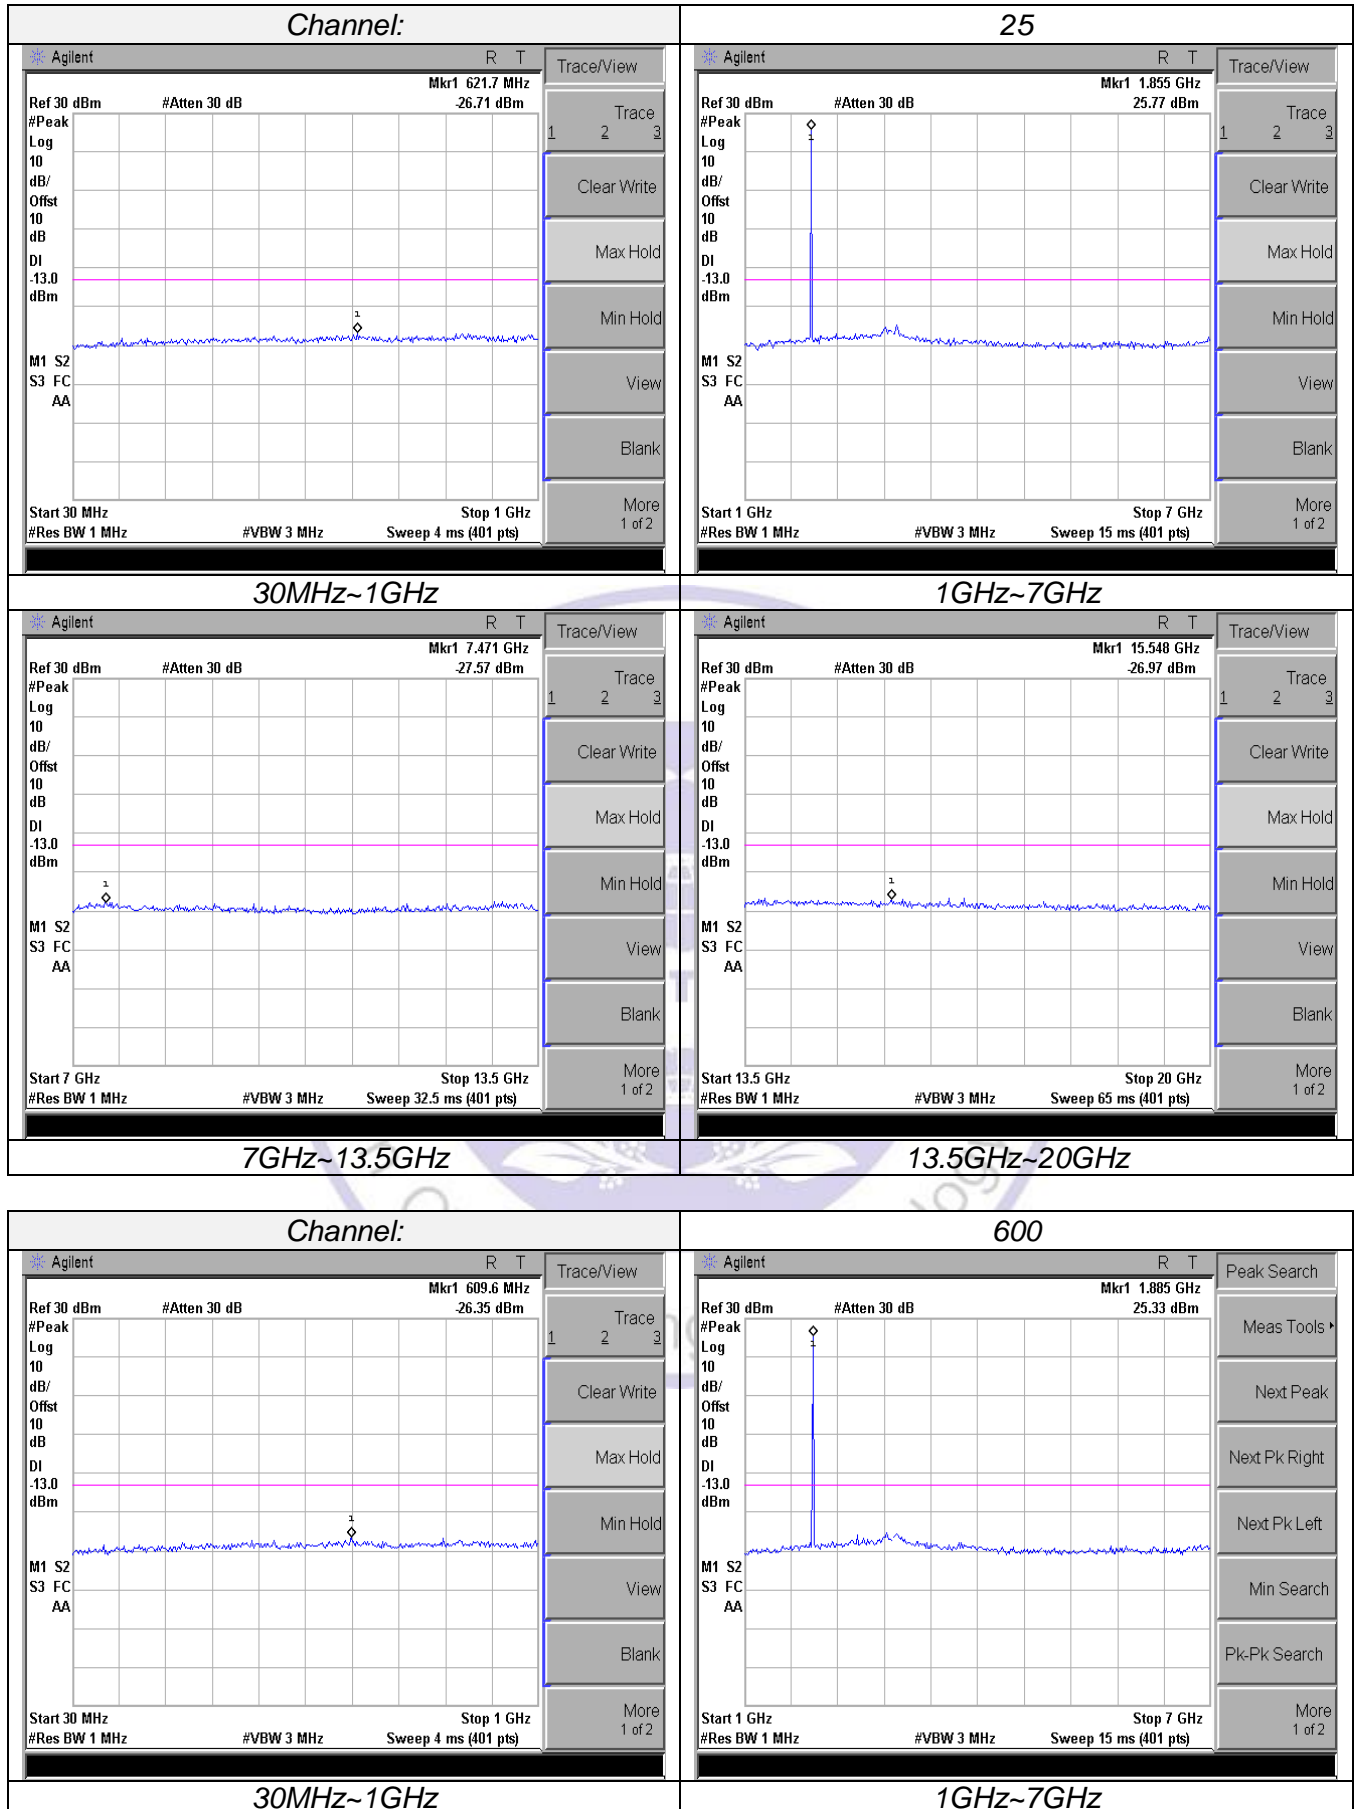 Channel: 25
Agilent R T Trace/View
Mkr1 621.7 MHz
Ref 30 dBm #Atten 30 dB -26.71 dBm
#Peak
Log
10
dB/
Offst
10
dB
DI
-13.0
dBm
M1 S2
S3 FC
AA
1
Start 30 MHz Stop 1 GHz
#Res BW 1 MHz #VBW 3 MHz Sweep 4 ms (401 pts)
Trace
1 2 3
Clear Write
Max Hold
Min Hold
View
Blank
More
1 of 2
Agilent R T Trace/View
Mkr1 1.855 GHz
Ref 30 dBm #Atten 30 dB 25.77 dBm
#Peak
Log
10
dB/
Offst
10
dB
DI
-13.0
dBm
M1 S2
S3 FC
AA
1
Start 1 GHz Stop 7 GHz
#Res BW 1 MHz #VBW 3 MHz Sweep 15 ms (401 pts)
Trace
1 2 3
Clear Write
Max Hold
Min Hold
View
Blank
More
1 of 2
30MHz~1GHz 1GHz~7GHz
Agilent R T Trace/View
Mkr1 7.471 GHz
Ref 30 dBm #Atten 30 dB -27.57 dBm
#Peak
Log
10
dB/
Offst
10
dB
DI
-13.0
dBm
M1 S2
S3 FC
AA
1
Start 7 GHz Stop 13.5 GHz
#Res BW 1 MHz #VBW 3 MHz Sweep 32.5 ms (401 pts)
Trace
1 2 3
Clear Write
Max Hold
Min Hold
View
Blank
More
1 of 2
Agilent R T Trace/View
Mkr1 15.548 GHz
Ref 30 dBm #Atten 30 dB -26.97 dBm
#Peak
Log
10
dB/
Offst
10
dB
DI
-13.0
dBm
M1 S2
S3 FC
AA
1
Start 13.5 GHz Stop 20 GHz
#Res BW 1 MHz #VBW 3 MHz Sweep 65 ms (401 pts)
Trace
1 2 3
Clear Write
Max Hold
Min Hold
View
Blank
More
1 of 2
7GHz~13.5GHz 13.5GHz~20GHz
Channel: 600
Agilent R T Trace/View
Mkr1 609.6 MHz
Ref 30 dBm #Atten 30 dB -26.35 dBm
#Peak
Log
10
dB/
Offst
10
dB
DI
-13.0
dBm
M1 S2
S3 FC
AA
1
Start 30 MHz Stop 1 GHz
#Res BW 1 MHz #VBW 3 MHz Sweep 4 ms (401 pts)
Trace
1 2 3
Clear Write
Max Hold
Min Hold
View
Blank
More
1 of 2
Agilent R T Peak Search
Mkr1 1.885 GHz
Ref 30 dBm #Atten 30 dB 25.33 dBm
#Peak
Log
10
dB/
Offst
10
dB
DI
-13.0
dBm
M1 S2
S3 FC
AA
1
Start 1 GHz Stop 7 GHz
#Res BW 1 MHz #VBW 3 MHz Sweep 15 ms (401 pts)
Meas Tools
Next Peak
Next Pk Right
Next Pk Left
Min Search
Pk-Pk Search
More
1 of 2
30MHz~1GHz 1GHz~7GHz